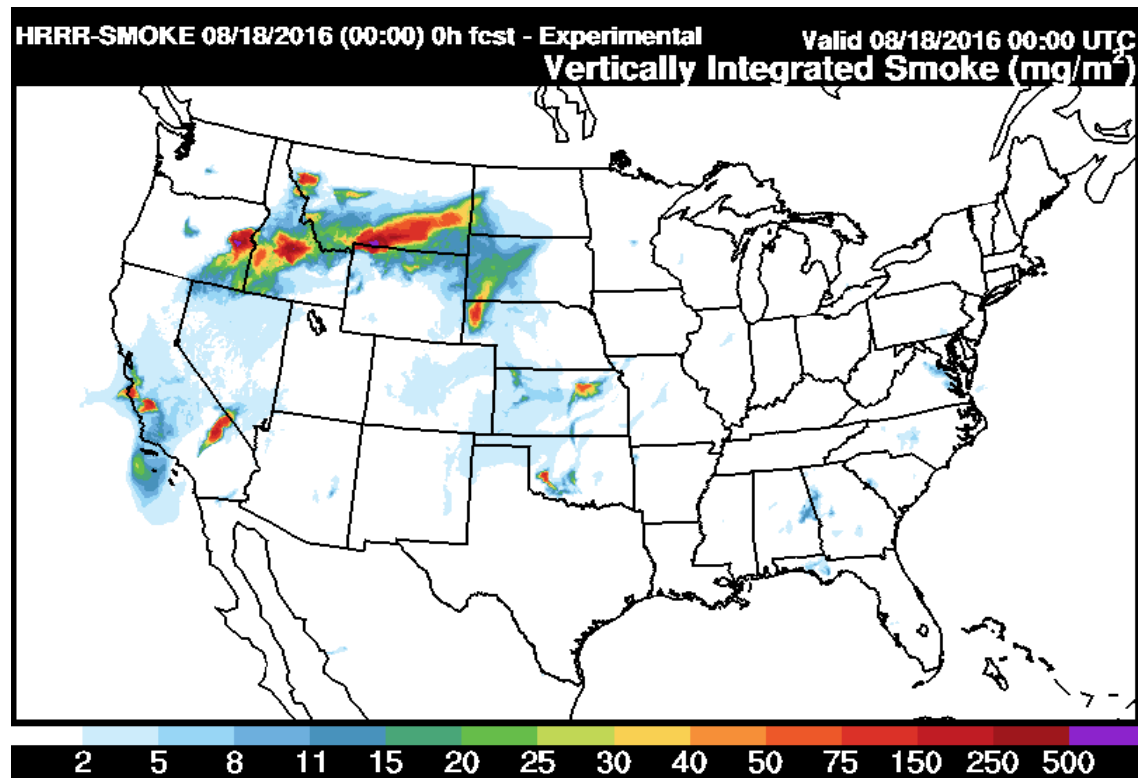 HRRR-SMOKE 08/18/2016 (00:00) 0h fcst - Experimental
Valid 08/18/2016 00:00 UTC
Vertically Integrated Smoke (mg/m²)
2 5 8 11 15 20 25 30 40 50 75 150 250 500